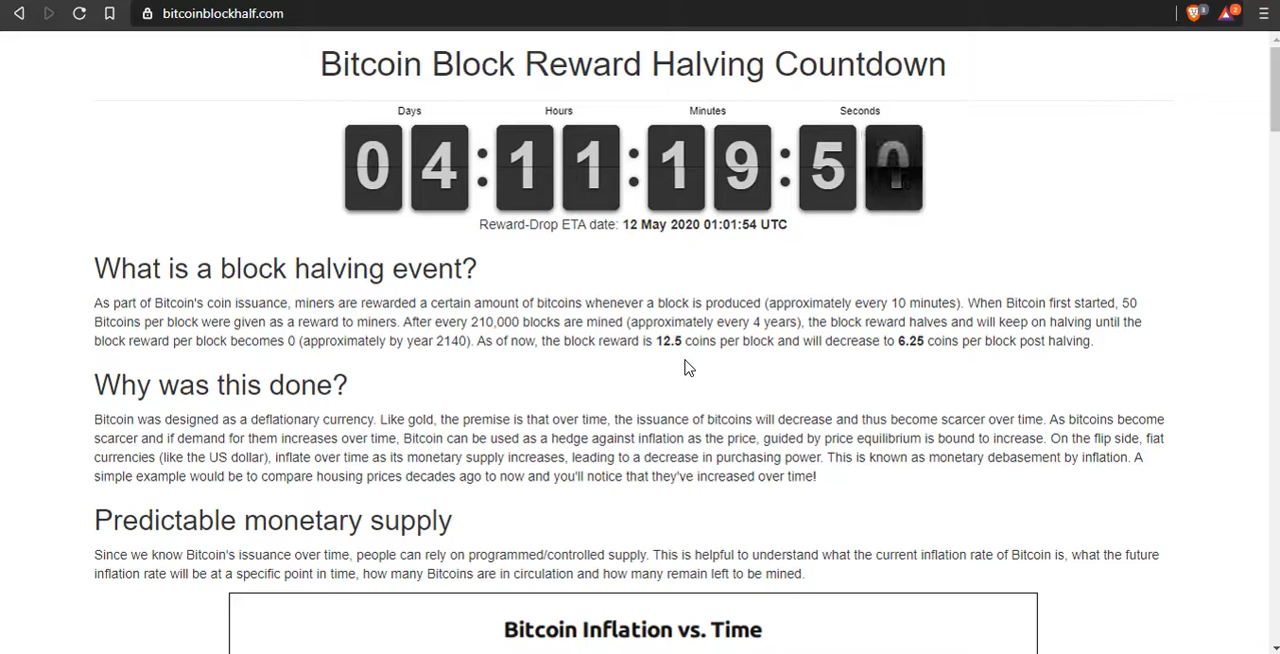 bitcoinblockhalf.com
3
2
Bitcoin Block Reward Halving Countdown
Days Hours Minutes Seconds
04:11:19:5
Reward-Drop ETA date: 12 May 2020 01:01:54 UTC
What is a block halving event?
As part of Bitcoin's coin issuance, miners are rewarded a certain amount of bitcoins whenever a block is produced (approximately every 10 minutes). When Bitcoin first started, 50
Bitcoins per block were given as a reward to miners. After every 210,000 blocks are mined (approximately every 4 years), the block reward halves and will keep on halving until the
block reward per block becomes 0 (approximately by year 2140). As of now, the block reward is 12.5 coins per block and will decrease to 6.25 coins per block post halving.
Why was this done?
Bitcoin was designed as a deflationary currency. Like gold, the premise is that over time, the issuance of bitcoins will decrease and thus become scarcer over time. As bitcoins become
scarcer and if demand for them increases over time, Bitcoin can be used as a hedge against inflation as the price, guided by price equilibrium is bound to increase. On the flip side, fiat
currencies (like the US dollar), inflate over time as its monetary supply increases, leading to a decrease in purchasing power. This is known as monetary debasement by inflation. A
simple example would be to compare housing prices decades ago to now and you'll notice that they've increased over time!
Predictable monetary supply
Since we know Bitcoin's issuance over time, people can rely on programmed/controlled supply. This is helpful to understand what the current inflation rate of Bitcoin is, what the future
inflation rate will be at a specific point in time, how many Bitcoins are in circulation and how many remain left to be mined.
Bitcoin Inflation vs. Time